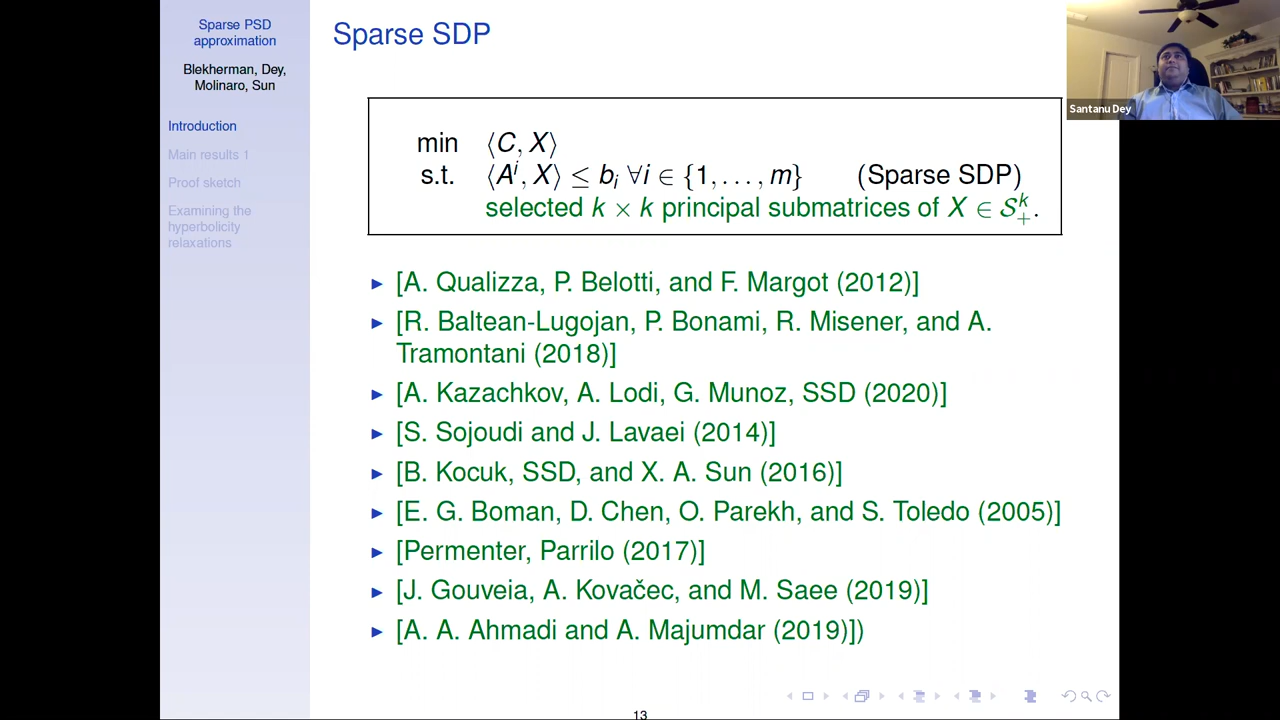 Sparse PSD
approximation
Blekherman, Dey,
Molinaro, Sun
Introduction
Main results 1
Proof sketch
Examining the
hyperbolicity
relaxations
Sparse SDP
min ⟨C, X⟩
s.t. ⟨Aⁱ, X⟩ ≤ bᵢ ∀i ∈ {1, . . . , m} (Sparse SDP)
selected k × k principal submatrices of X ∈ 𝒮₊ᵏ.
▶ [A. Qualizza, P. Belotti, and F. Margot (2012)]
▶ [R. Baltean-Lugojan, P. Bonami, R. Misener, and A.
Tramontani (2018)]
▶ [A. Kazachkov, A. Lodi, G. Munoz, SSD (2020)]
▶ [S. Sojoudi and J. Lavaei (2014)]
▶ [B. Kocuk, SSD, and X. A. Sun (2016)]
▶ [E. G. Boman, D. Chen, O. Parekh, and S. Toledo (2005)]
▶ [Permenter, Parrilo (2017)]
▶ [J. Gouveia, A. Kovačec, and M. Saee (2019)]
▶ [A. A. Ahmadi and A. Majumdar (2019)])
13
Santanu Dey